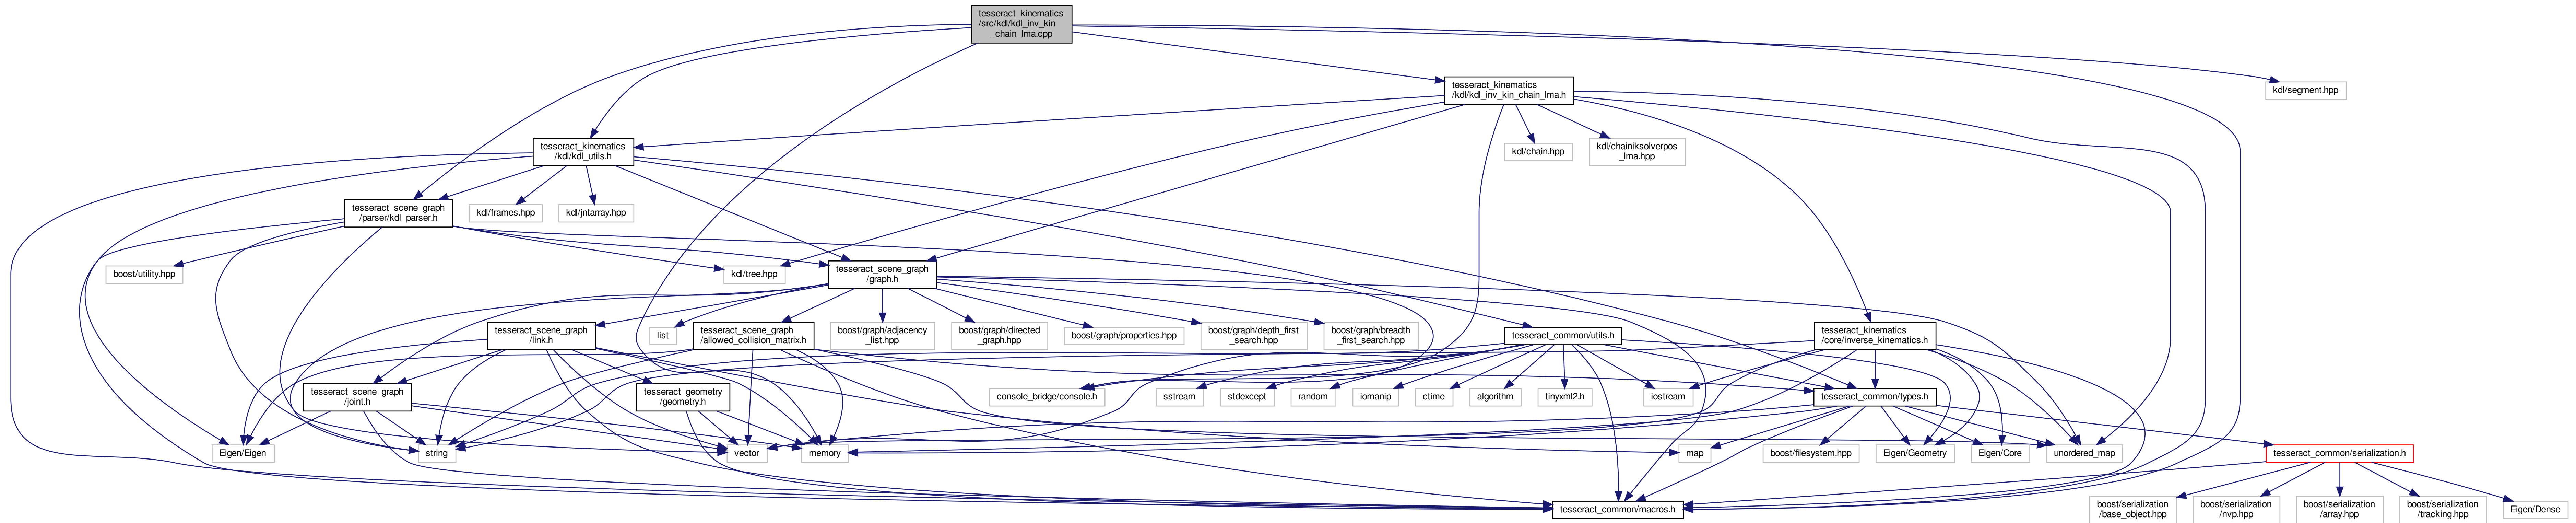 tesseract_kinematics
/src/kdl/kdl_inv_kin
_chain_lma.cpp
tesseract_kinematics
/kdl/kdl_inv_kin_chain_lma.h
kdl/segment.hpp
tesseract_kinematics
/kdl/kdl_utils.h
kdl/chain.hpp
kdl/chainiksolverpos
_lma.hpp
tesseract_scene_graph
/parser/kdl_parser.h
kdl/frames.hpp
kdl/jntarray.hpp
boost/utility.hpp
kdl/tree.hpp
tesseract_scene_graph
/graph.h
tesseract_scene_graph
/link.h
list
tesseract_scene_graph
/allowed_collision_matrix.h
boost/graph/adjacency
_list.hpp
boost/graph/directed
_graph.hpp
boost/graph/properties.hpp
boost/graph/depth_first
_search.hpp
boost/graph/breadth
_first_search.hpp
tesseract_common/utils.h
tesseract_kinematics
/core/inverse_kinematics.h
tesseract_scene_graph
/joint.h
tesseract_geometry
/geometry.h
console_bridge/console.h
sstream
stdexcept
random
iomanip
ctime
algorithm
tinyxml2.h
iostream
tesseract_common/types.h
Eigen/Eigen
string
vector
memory
map
boost/filesystem.hpp
Eigen/Geometry
Eigen/Core
unordered_map
tesseract_common/serialization.h
tesseract_common/macros.h
boost/serialization
/base_object.hpp
boost/serialization
/nvp.hpp
boost/serialization
/array.hpp
boost/serialization
/tracking.hpp
Eigen/Dense